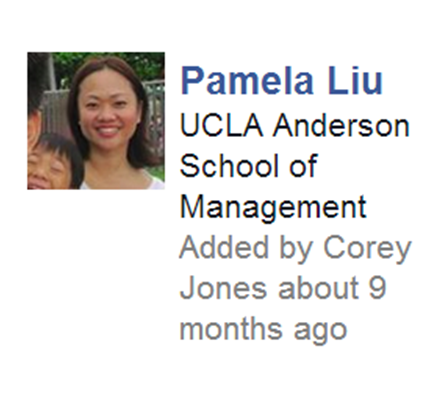 Pamela Liu
UCLA Anderson
School of
Management
Added by Corey
Jones about 9
months ago